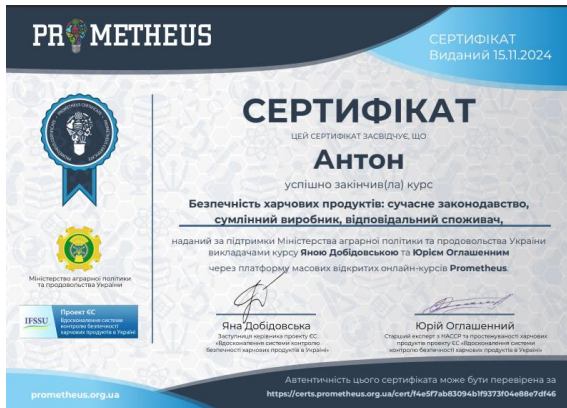 PROMETHEUS
СЕРТИФІКАТ
Виданий 15.11.2024
СЕРТИФІКАТ
ЦЕЙ СЕРТИФІКАТ ЗАСВІДЧУЄ, ЩО
Антон
успішно закінчив(ла) курс
Безпечність харчових продуктів: сучасне законодавство,
сумлінний виробник, відповідальний споживач,
наданий за підтримки Міністерства аграрної політики та продовольства України
викладачами курсу Яною Добідовською та Юрієм Оглашенним
через платформу масових відкритих онлайн-курсів Prometheus.
Міністерство аграрної політики
та продовольства України
IFSSU
Проект ЄС
Вдосконалення системи
контролю безпечності
харчових продуктів в Україні
Яна Добідовська
Заступниця керівника проекту ЄС
«Вдосконалення системи контролю
безпечності харчових продуктів в Україні»
Юрій Оглашенний
Старший експерт з HACCP та простежуваності харчових
продуктів проекту ЄС «Вдосконалення системи
контролю безпечності харчових продуктів в Україні»
prometheus.org.ua
Автентичність цього сертифіката може бути перевірена за
https://certs.prometheus.org.ua/cert/f4e5f7ab83094b1f9373f04e88e7df46